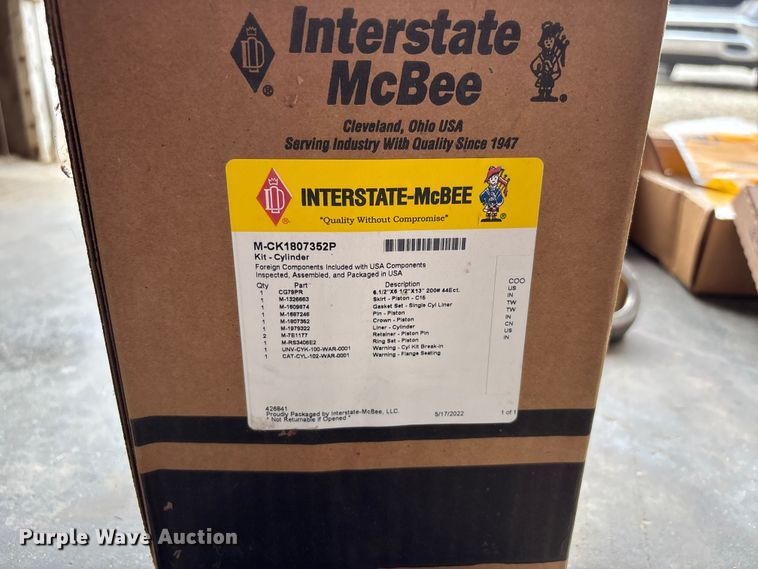 Interstate
McBee
Cleveland, Ohio USA
Serving Industry With Quality Since 1947
INTERSTATE-McBEE
"Quality Without Compromise"
M-CK1807352P
Kit - Cylinder
Foreign Components Included with USA Components
Inspected, Assembled, and Packaged in USA
Qty Part Description COO
1 CG79PR 6.1/2"X6 1/2"X13" 200# 44Ect. US
1 M-1326663 Skirt - Piston - C15 IN
1 M-1609874 Gasket Set - Single Cyl Liner TW
1 M-1687246 Pin - Piston TW
1 M-1807352 Crown - Piston IN
1 M-1979322 Liner - Cylinder CN
2 M-7E1177 Retainer - Piston Pin US
1 M-RS3406E2 Ring Set - Piston IN
1 UNV-CYK-100-WAR-0001 Warning - Cyl Kit Break-in
1 CAT-CYL-102-WAR-0001 Warning - Flange Seating
426841
Proudly Packaged by Interstate-McBee, LLC. 5/17/2022 1 of 1
* Not Returnable if Opened *
Purple Wave Auction